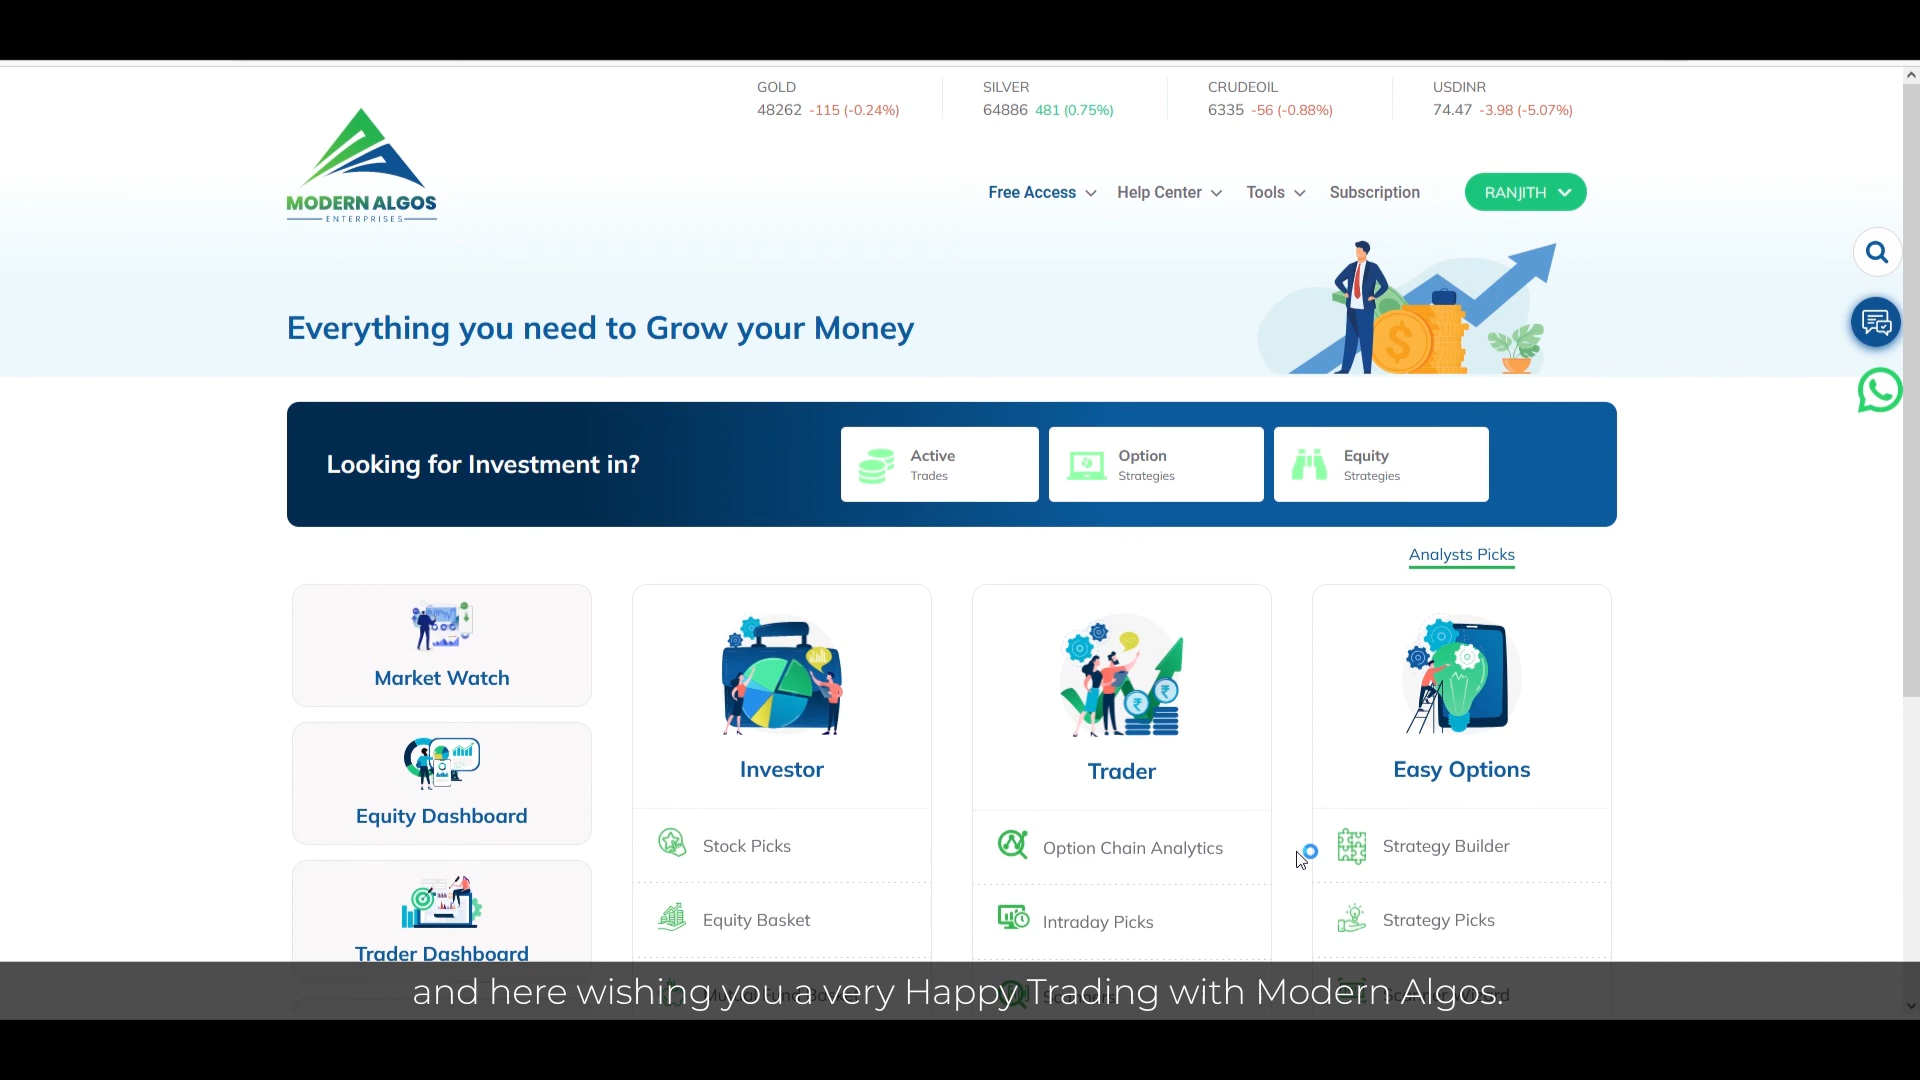 GOLD
48262 -115 (-0.24%)
SILVER
64886 481 (0.75%)
CRUDEOIL
6335 -56 (-0.88%)
USDINR
74.47 -3.98 (-5.07%)
MODERN ALGOS
ENTERPRISES
Free Access
Help Center
Tools
Subscription
RANJITH
Everything you need to Grow your Money
Looking for Investment in?
Active
Trades
Option
Strategies
Equity
Strategies
Analysts Picks
Market Watch
Equity Dashboard
Trader Dashboard
Investor
Stock Picks
Equity Basket
Trader
Option Chain Analytics
Intraday Picks
Easy Options
Strategy Builder
Strategy Picks
and here wishing you a very Happy Trading with Modern Algos.